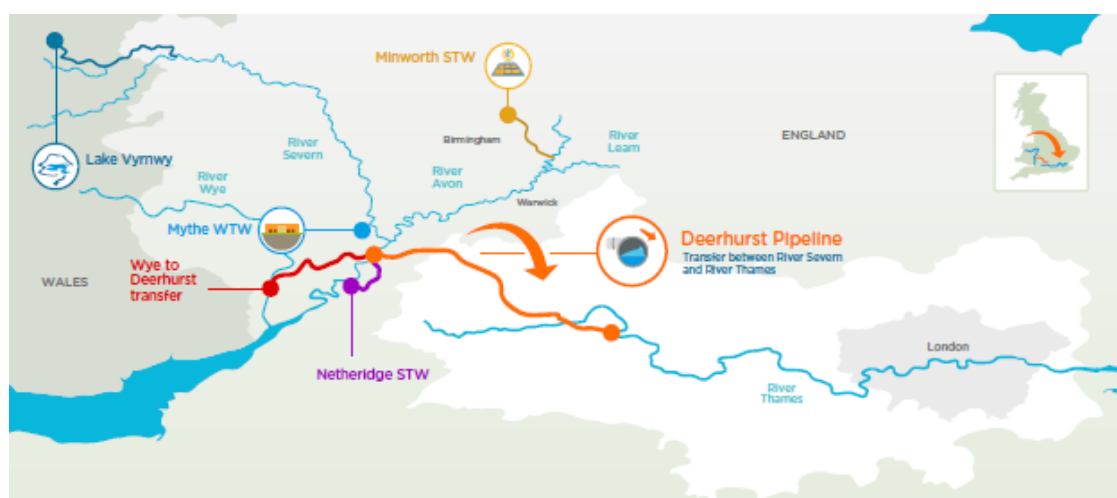 Minworth STW
Birmingham
River
Severn
River
Leam
ENGLAND
Lake Vyrnwy
River
Wye
River
Avon
Warwick
Mythe WTW
Deerhurst Pipeline
Transfer between River Severn
and River Thames
Wye to
Deerhurst
transfer
WALES
London
Netheridge STW
River
Thames